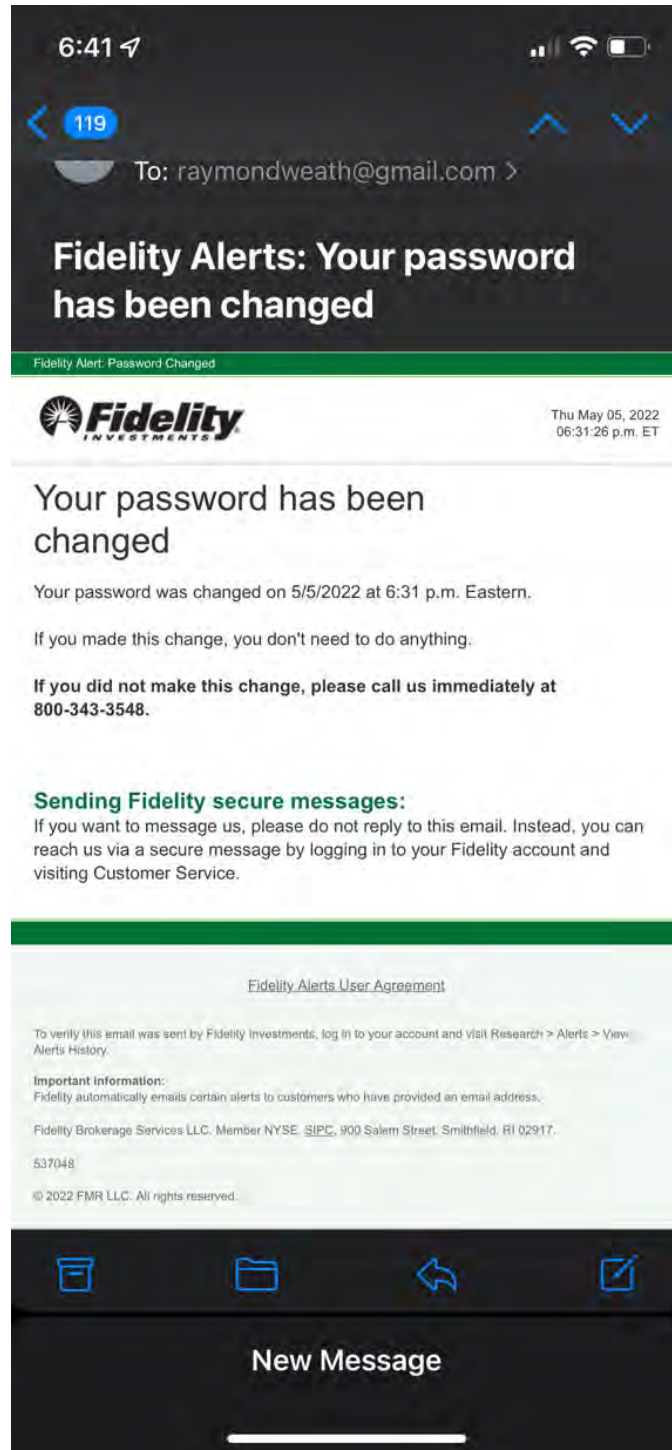 6:41
119
To: raymondweath@gmail.com >
Fidelity Alerts: Your password
has been changed
Fidelity Alert: Password Changed
Fidelity
INVESTMENTS
Thu May 05, 2022
06:31:26 p.m. ET
Your password has been
changed
Your password was changed on 5/5/2022 at 6:31 p.m. Eastern.
If you made this change, you don't need to do anything.
If you did not make this change, please call us immediately at
800-343-3548.
Sending Fidelity secure messages:
If you want to message us, please do not reply to this email. Instead, you can
reach us via a secure message by logging in to your Fidelity account and
visiting Customer Service.
Fidelity Alerts User Agreement
To verify this email was sent by Fidelity Investments, log in to your account and visit Research > Alerts > View
Alerts History.
Important information:
Fidelity automatically emails certain alerts to customers who have provided an email address.
Fidelity Brokerage Services LLC. Member NYSE, SIPC, 900 Salem Street, Smithfield, RI 02917.
537048
© 2022 FMR LLC. All rights reserved.
New Message